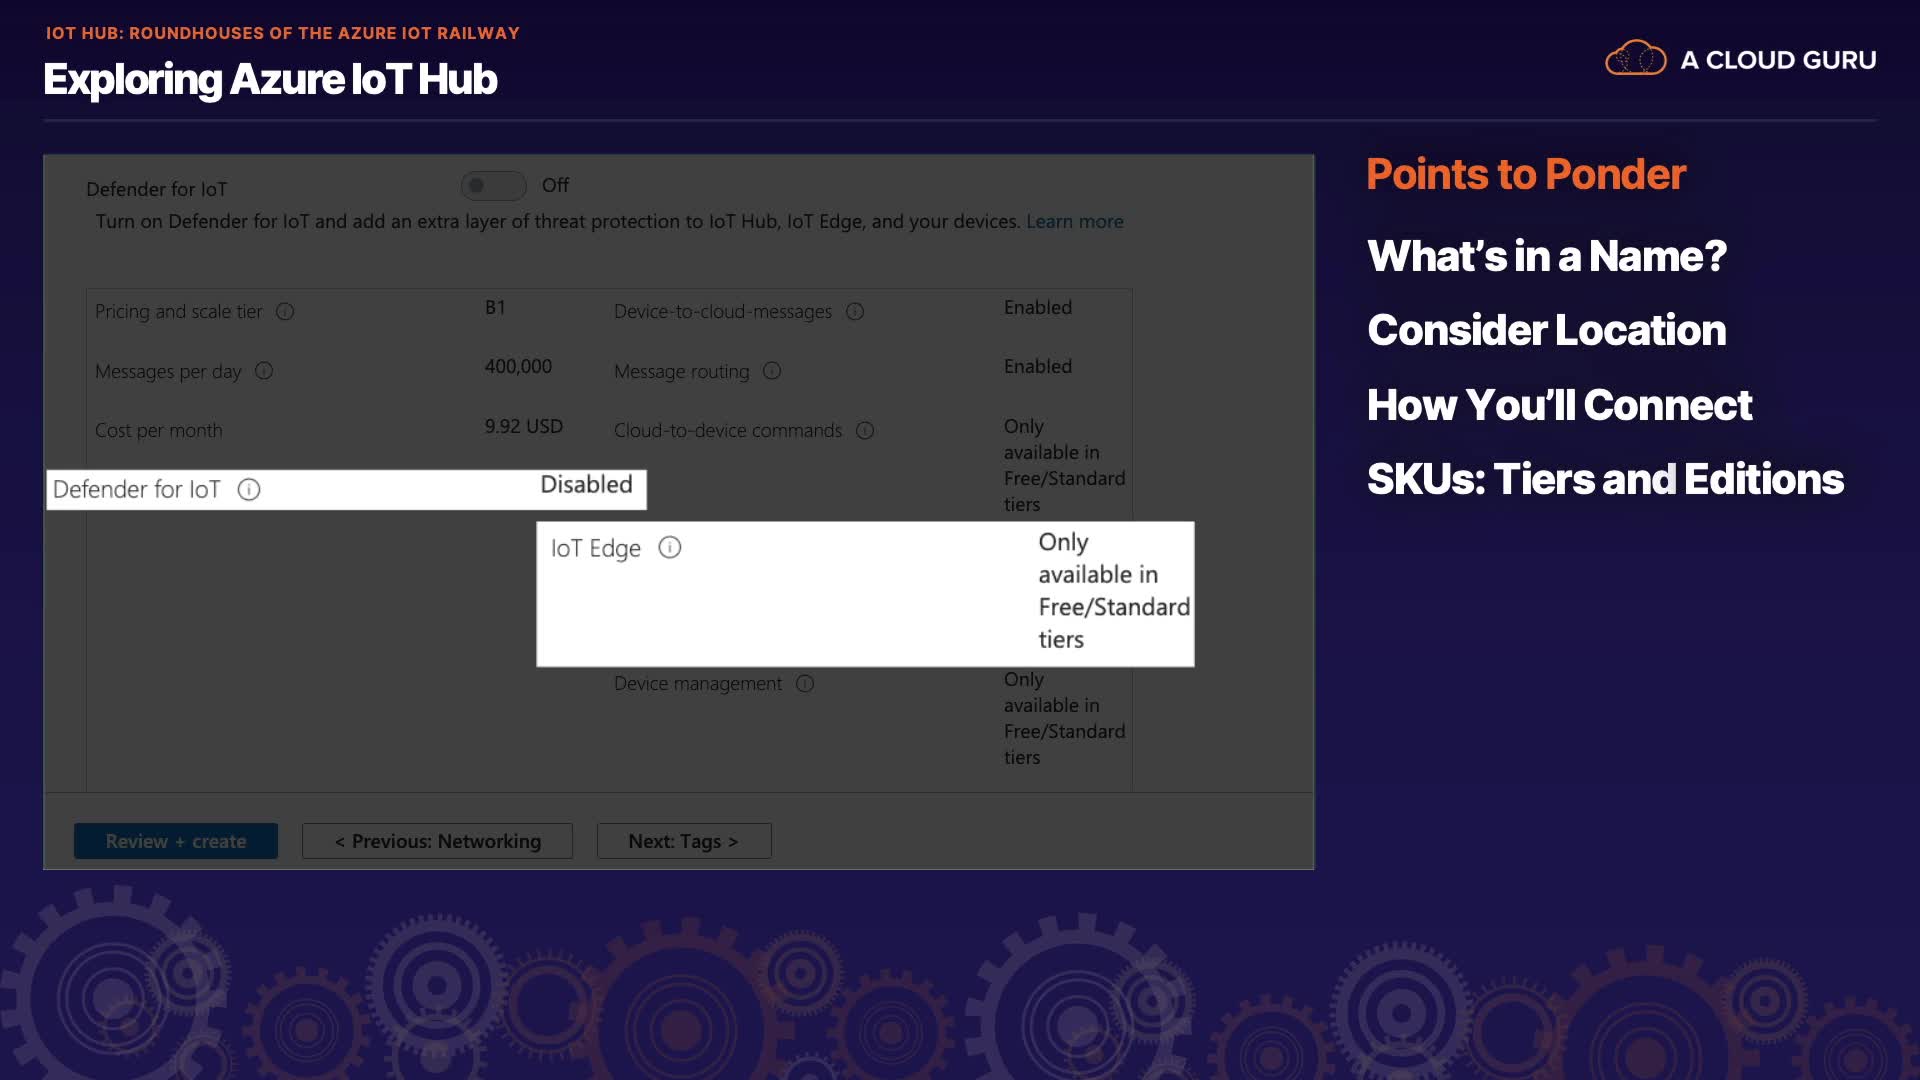 IOT HUB: ROUNDHOUSES OF THE AZURE IOT RAILWAY
Exploring Azure IoT Hub
A CLOUD GURU
Defender for IoT
Off
Turn on Defender for IoT and add an extra layer of threat protection to IoT Hub, IoT Edge, and your devices. Learn more
Pricing and scale tier
B1
Device-to-cloud-messages
Enabled
Messages per day
400,000
Message routing
Enabled
Cost per month
9.92 USD
Cloud-to-device commands
Only
available in
Free/Standard
tiers
Defender for IoT
Disabled
IoT Edge
Only
available in
Free/Standard
tiers
Device management
Only
available in
Free/Standard
tiers
Review + create
< Previous: Networking
Next: Tags >
Points to Ponder
What’s in a Name?
Consider Location
How You’ll Connect
SKUs: Tiers and Editions